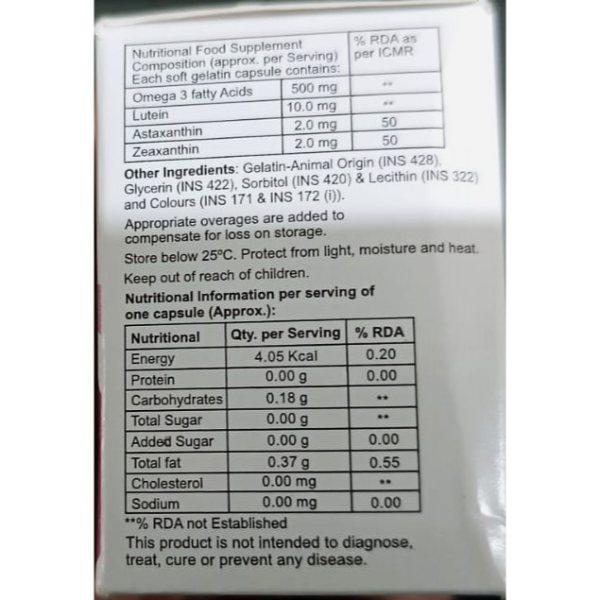 Nutritional Food Supplement
Composition (approx. per Serving)
Each soft gelatin capsule contains:
% RDA as
per ICMR
Omega 3 fatty Acids 500 mg **
Lutein 10.0 mg **
Astaxanthin 2.0 mg 50
Zeaxanthin 2.0 mg 50
Other Ingredients: Gelatin-Animal Origin (INS 428),
Glycerin (INS 422), Sorbitol (INS 420) & Lecithin (INS 322)
and Colours (INS 171 & INS 172 (i)).
Appropriate overages are added to
compensate for loss on storage.
Store below 25ºC. Protect from light, moisture and heat.
Keep out of reach of children.
Nutritional Information per serving of
one capsule (Approx.):
Nutritional Qty. per Serving % RDA
Energy 4.05 Kcal 0.20
Protein 0.00 g 0.00
Carbohydrates 0.18 g **
Total Sugar 0.00 g **
Added Sugar 0.00 g 0.00
Total fat 0.37 g 0.55
Cholesterol 0.00 mg **
Sodium 0.00 mg 0.00
**% RDA not Established
This product is not intended to diagnose,
treat, cure or prevent any disease.